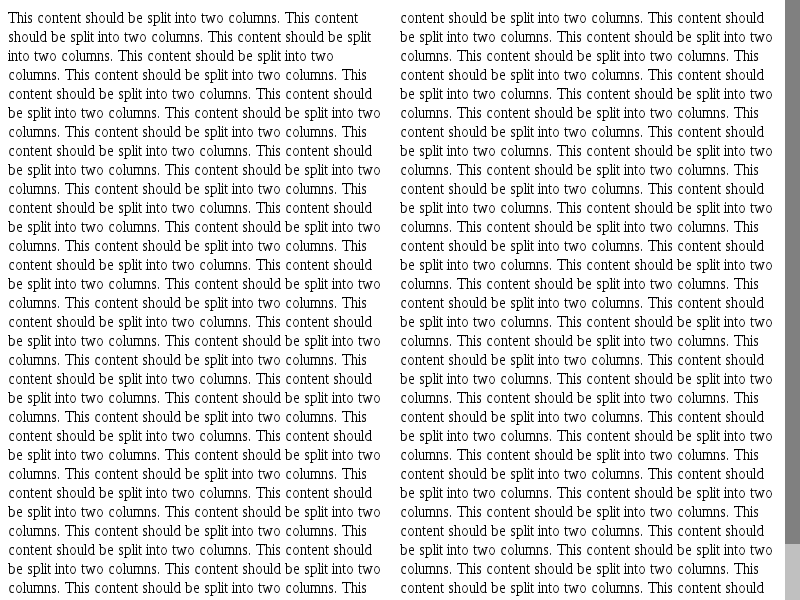 This content should be split into two columns. This content
should be split into two columns. This content should be split
into two columns. This content should be split into two
columns. This content should be split into two columns. This
content should be split into two columns. This content should
be split into two columns. This content should be split into two
columns. This content should be split into two columns. This
content should be split into two columns. This content should
be split into two columns. This content should be split into two
columns. This content should be split into two columns. This
content should be split into two columns. This content should
be split into two columns. This content should be split into two
columns. This content should be split into two columns. This
content should be split into two columns. This content should
be split into two columns. This content should be split into two
columns. This content should be split into two columns. This
content should be split into two columns. This content should
be split into two columns. This content should be split into two
columns. This content should be split into two columns. This
content should be split into two columns. This content should
be split into two columns. This content should be split into two
columns. This content should be split into two columns. This
content should be split into two columns. This content should
be split into two columns. This content should be split into two
columns. This content should be split into two columns. This
content should be split into two columns. This content should
be split into two columns. This content should be split into two
columns. This content should be split into two columns. This
content should be split into two columns. This content should
be split into two columns. This content should be split into two
columns. This content should be split into two columns. This
content should be split into two columns. This content should
be split into two columns. This content should be split into two
columns. This content should be split into two columns. This
content should be split into two columns. This content should
be split into two columns. This content should be split into two
columns. This content should be split into two columns. This
content should be split into two columns. This content should
be split into two columns. This content should be split into two
columns. This content should be split into two columns. This
content should be split into two columns. This content should
be split into two columns. This content should be split into two
columns. This content should be split into two columns. This
content should be split into two columns. This content should
be split into two columns. This content should be split into two
columns. This content should be split into two columns. This
content should be split into two columns. This content should
be split into two columns. This content should be split into two
columns. This content should be split into two columns. This
content should be split into two columns. This content should
be split into two columns. This content should be split into two
columns. This content should be split into two columns. This
content should be split into two columns. This content should
be split into two columns. This content should be split into two
columns. This content should be split into two columns. This
content should be split into two columns. This content should
be split into two columns. This content should be split into two
columns. This content should be split into two columns. This
content should be split into two columns. This content should
be split into two columns. This content should be split into two
columns. This content should be split into two columns. This
content should be split into two columns. This content should